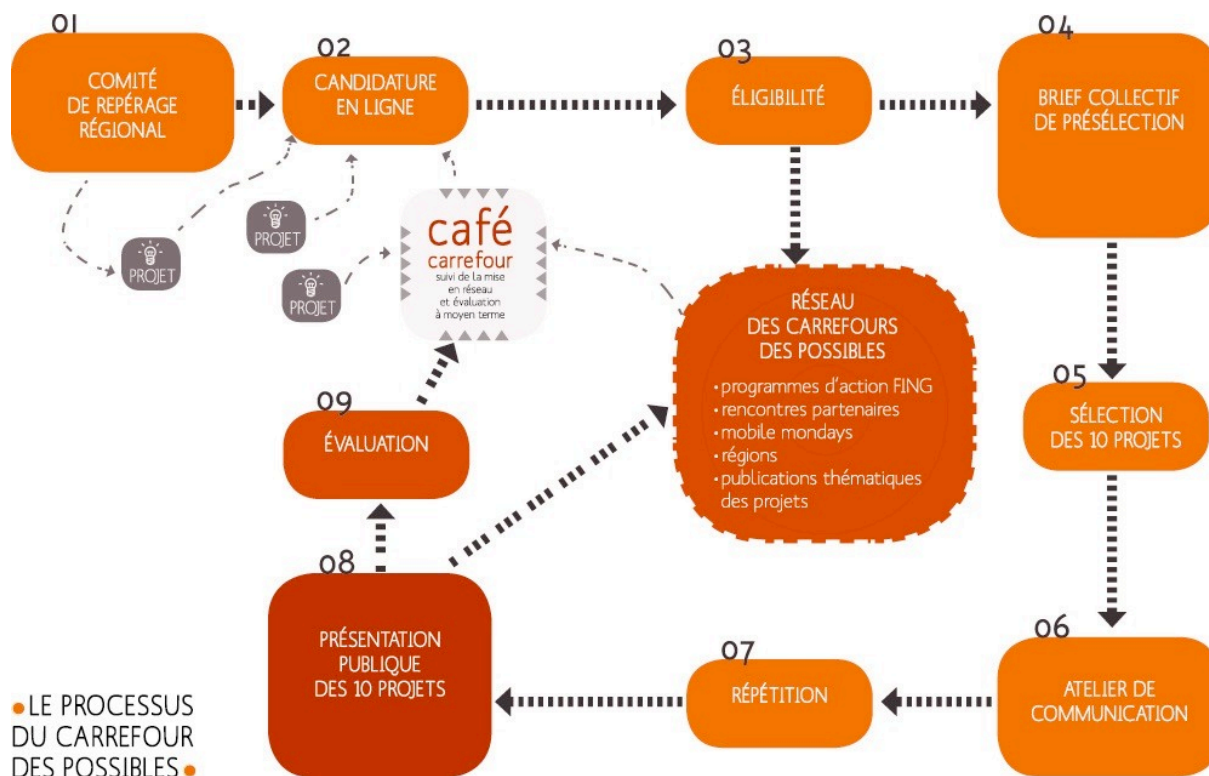 01
COMITÉ
DE REPÉRAGE
RÉGIONAL
02
CANDIDATURE
EN LIGNE
03
ÉLIGIBILITÉ
04
BRIEF COLLECTIF
DE PRÉSÉLECTION
PROJET
PROJET
PROJET
café
carrefour
suivi de la mise
en réseau
et évaluation
à moyen terme
RÉSEAU
DES CARREFOURS
DES POSSIBLES
•programmes d'action FING
•rencontres partenaires
•mobile mondays
•régions
•publications thématiques
des projets
05
SÉLECTION
DES 10 PROJETS
09
ÉVALUATION
08
PRÉSENTATION
PUBLIQUE
DES 10 PROJETS
07
RÉPÉTITION
06
ATELIER DE
COMMUNICATION
•LE PROCESSUS
DU CARREFOUR
DES POSSIBLES•